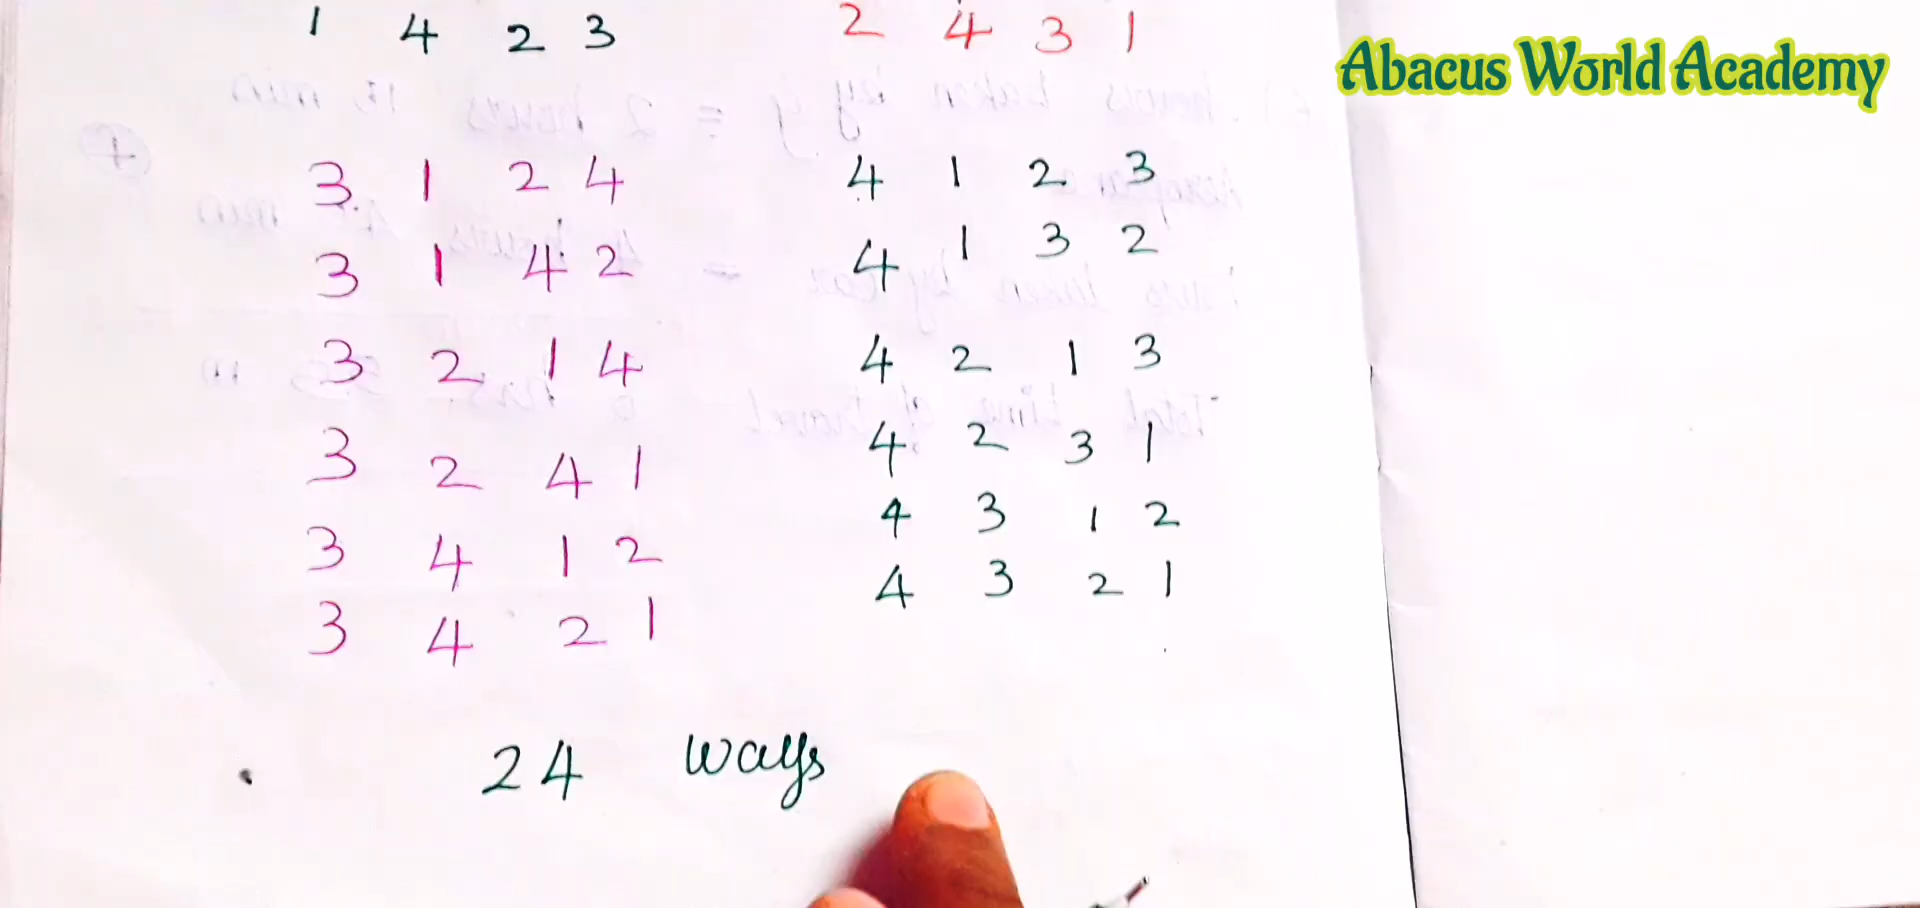 1 4 2 3 2 4 3 1
Abacus World Academy
3 1 2 4 4 1 2 3
3 1 4 2 4 1 3 2
3 2 1 4 4 2 1 3
3 2 4 1 4 2 3 1
3 4 1 2 4 3 1 2
3 4 2 1 4 3 2 1
24 ways